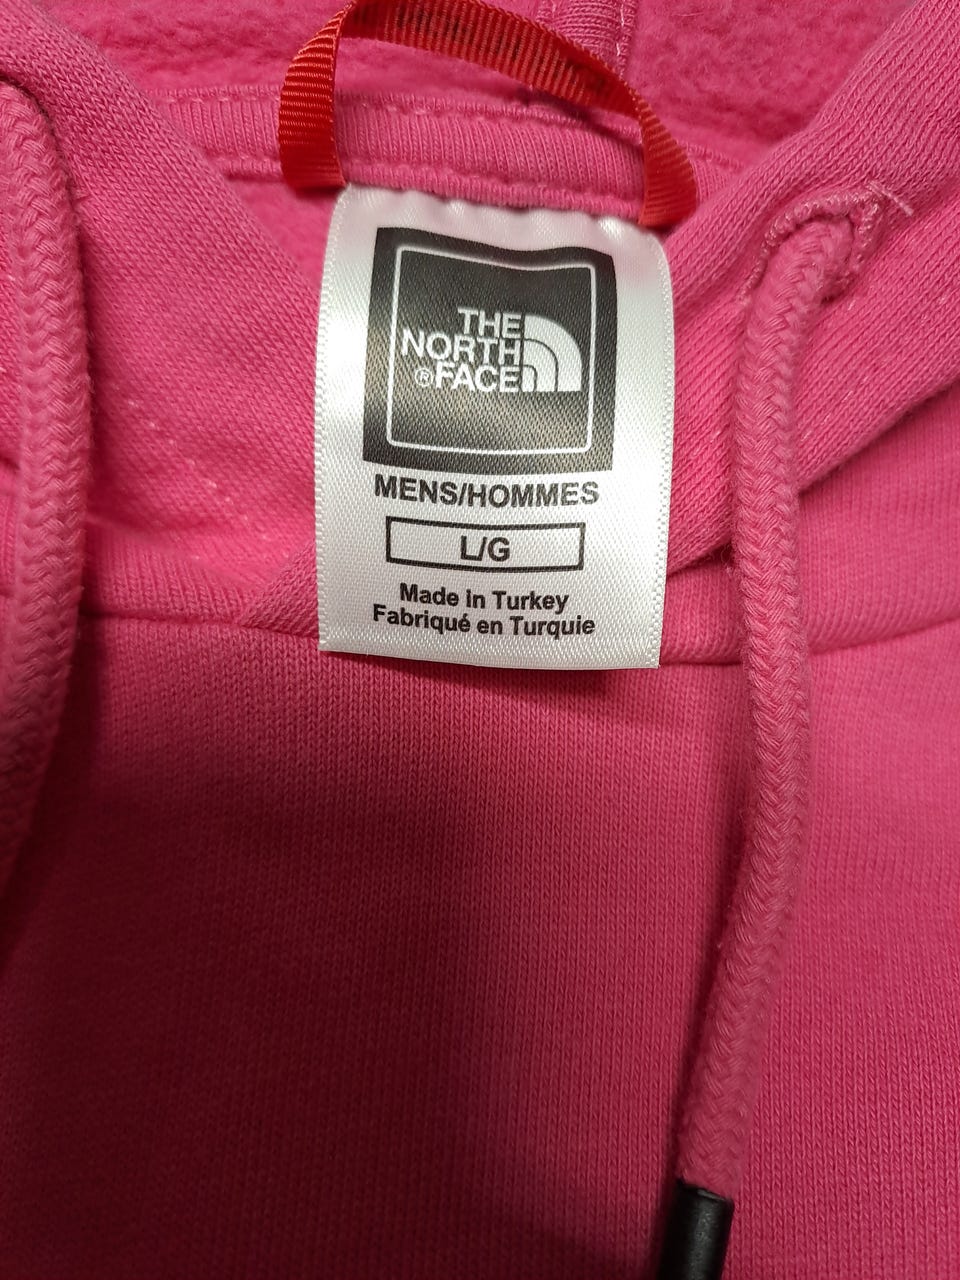 THE
NORTH
®FACE
MENS/HOMMES
L/G
Made in Turkey
Fabriqué en Turquie